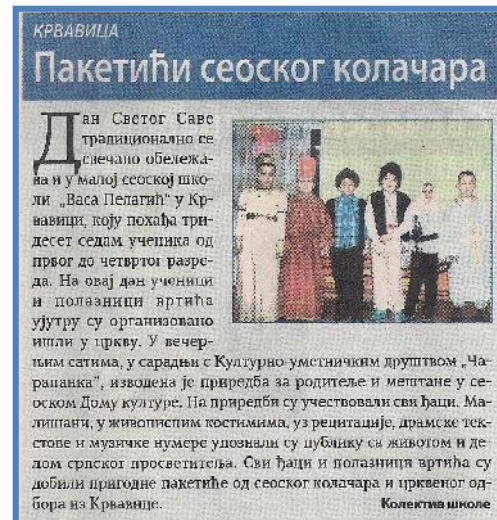 КРВАВИЦА
Пакетићи сеоског колачара
Дан Светог Саве
традиционално се
свечано обележа-
ва и у малој сеоској шко-
ли „Васа Пелагић“ у Кр-
вавици, коју похађа три-
десет седам ученика од
првог до четвртог разре-
да. На овај дан ученици
и полазници вртића
ујутру су организовано
ишли у цркву. У вечер-
њим сатима, у сарадњи с Културно-уметничким друштвом „Ча-
рапанка“, изводена је приредба за родитеље и мештане у се-
оском Дому културе. На приредби су учествовали сви ђаци. Ма-
лишани, у живописним костимима, уз рецитације, драмске тек-
стове и музичке нумере упознали су публику са животом и де-
лом српског просветитеља. Сви ђаци и полазници вртића су
добили пригодне пакетиће од сеоског колачара и црквеног од-
бора из Крвавице.
Колектив школе